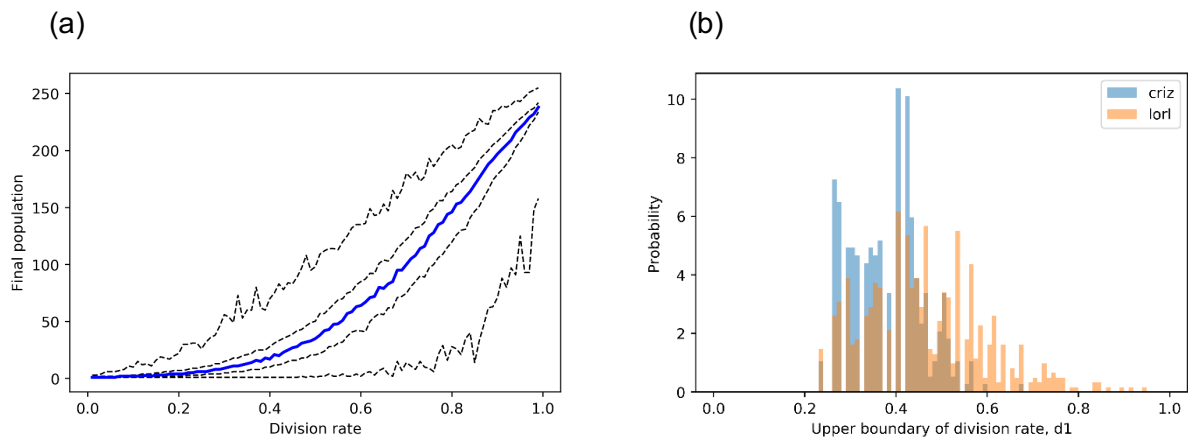 (a)
250
200
150
100
50
0
Final population
0.0 0.2 0.4 0.6 0.8 1.0
Division rate
(b)
criz
lorl
10
8
6
4
2
0
Probability
0.0 0.2 0.4 0.6 0.8 1.0
Upper boundary of division rate, d1